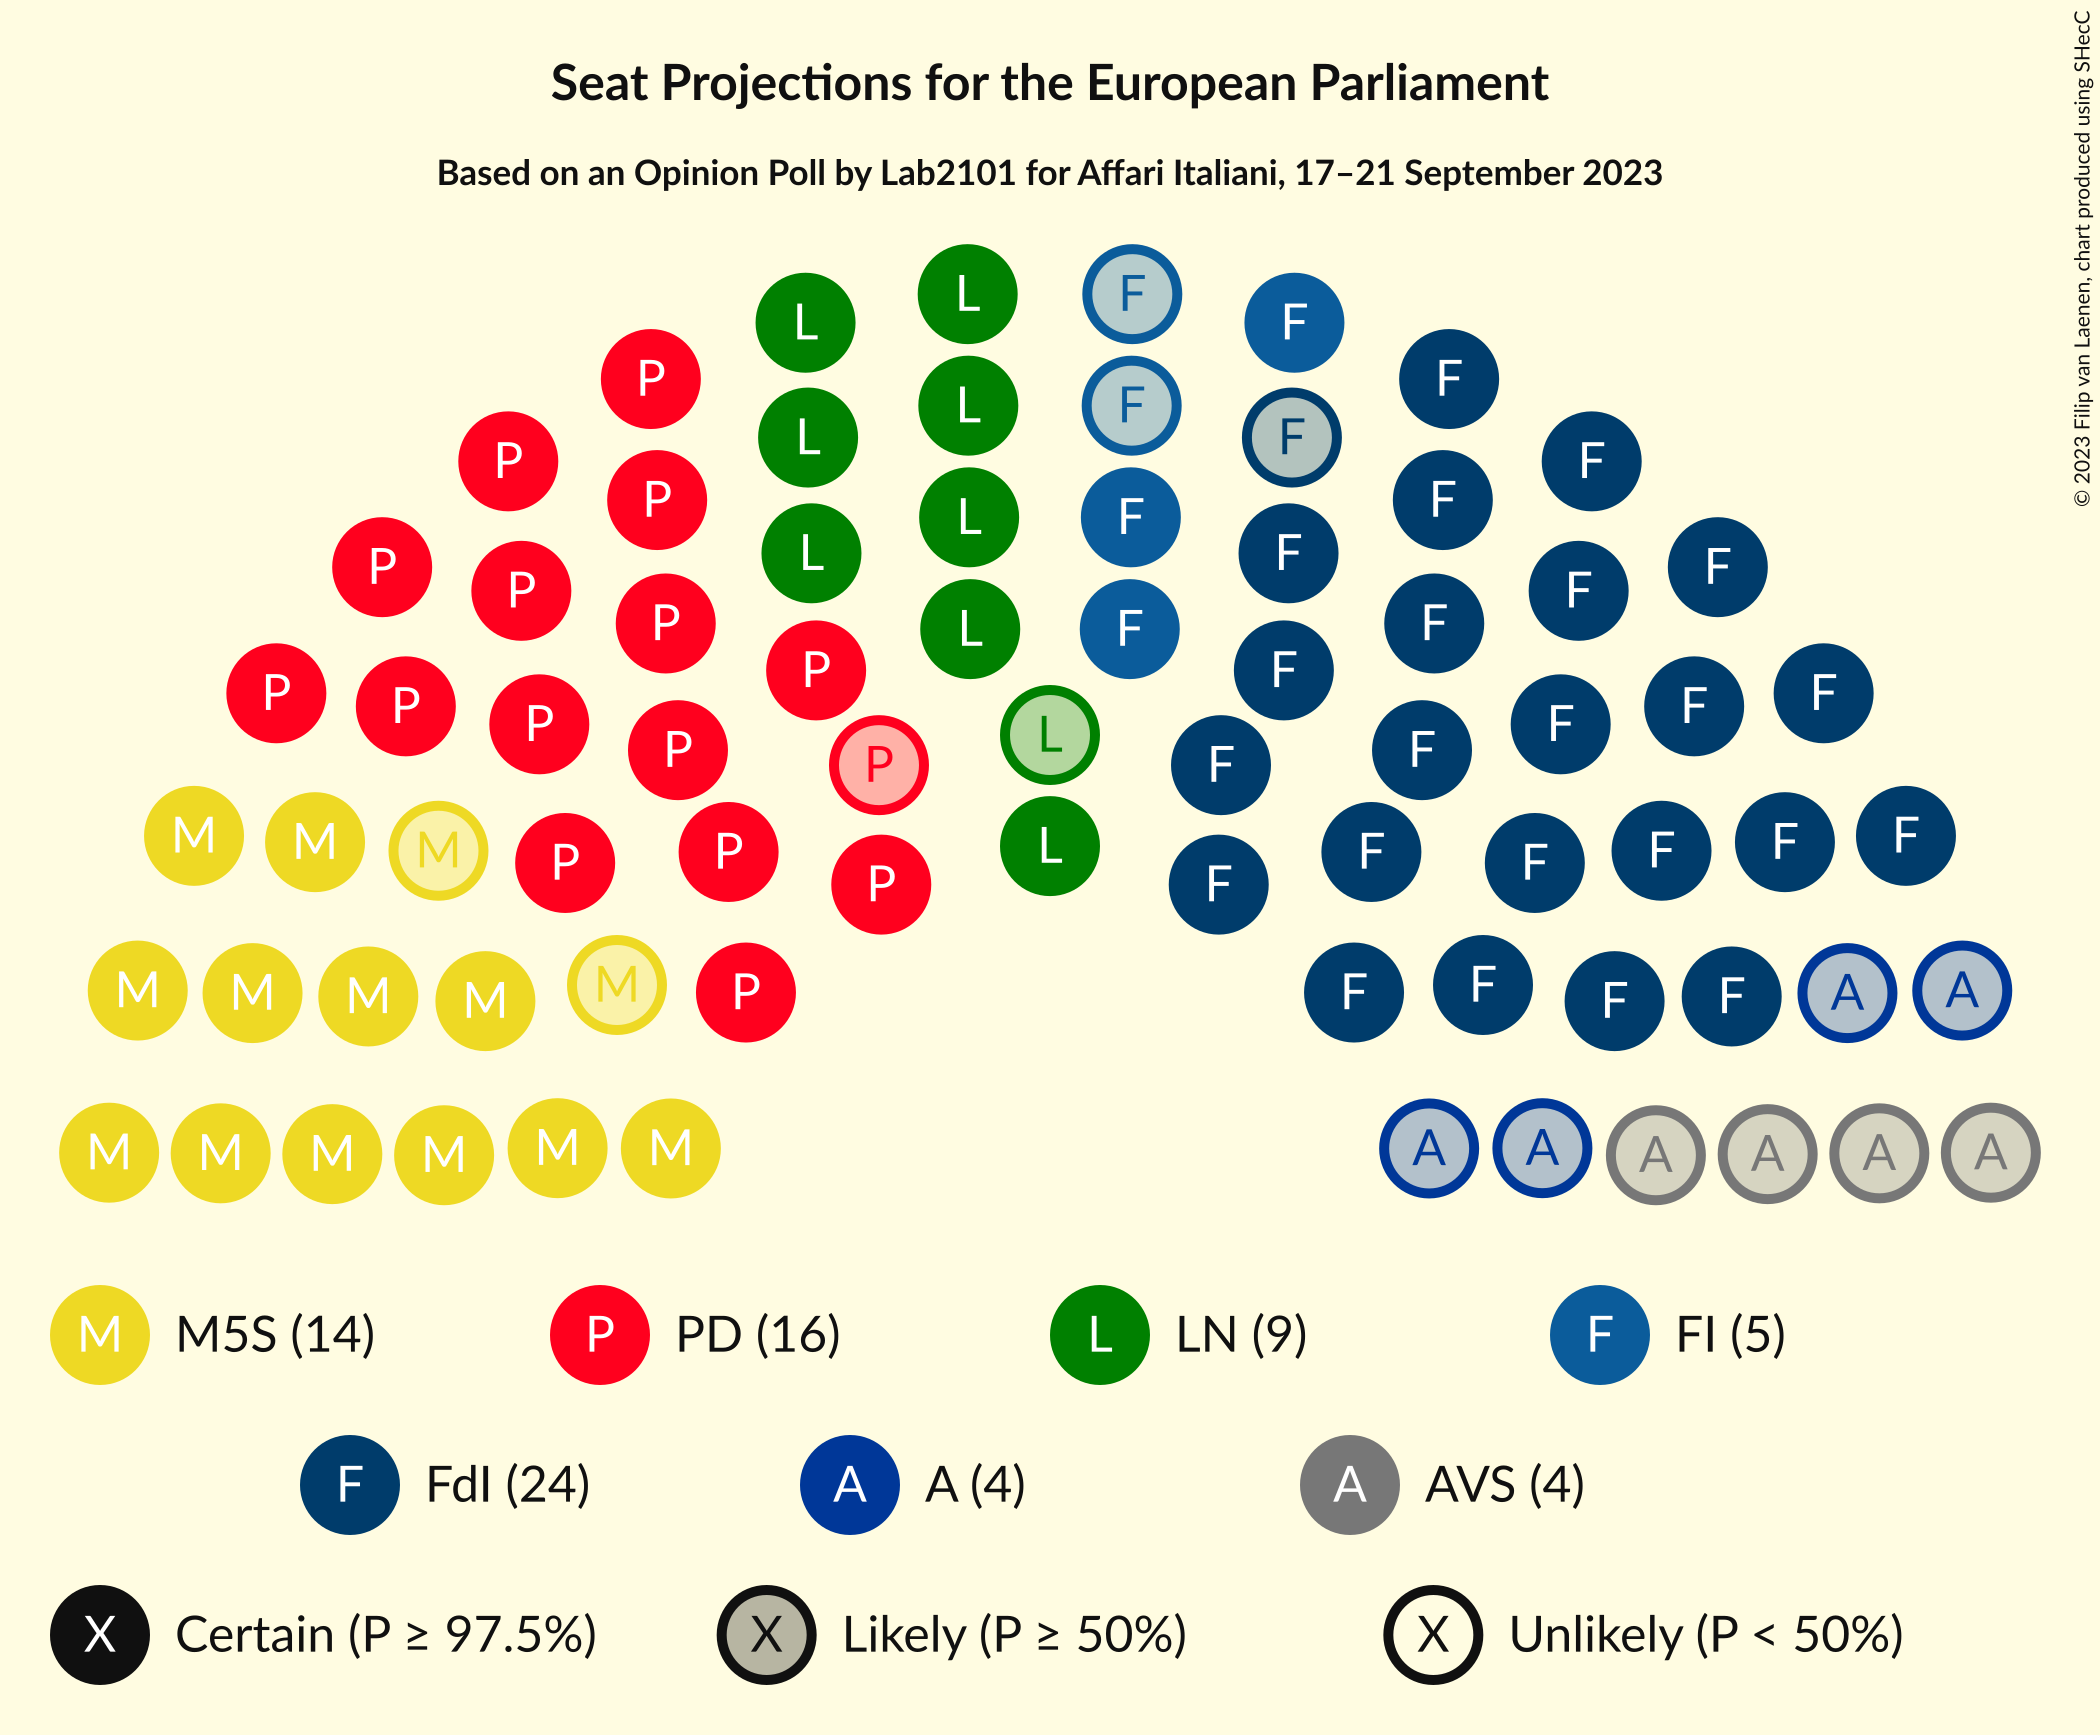 Seat Projections for the European Parliament
Based on an Opinion Poll by Lab2101 for Affari Italiani, 17–21 September 2023
© 2023 Filip van Laenen, chart produced using SHecC
L L F F
P L L F F F
P P L L F F F
P P P L F F F F
P P P P P L F F F F F F
P L F
M M M P P P L F F F F F F
M M M M M P F F F F A A
M M M M M M A A A A A A
M M5S (14) P PD (16) L LN (9) F FI (5)
F FdI (24) A A (4) A AVS (4)
X Certain (P ≥ 97.5%) X Likely (P ≥ 50%) X Unlikely (P < 50%)